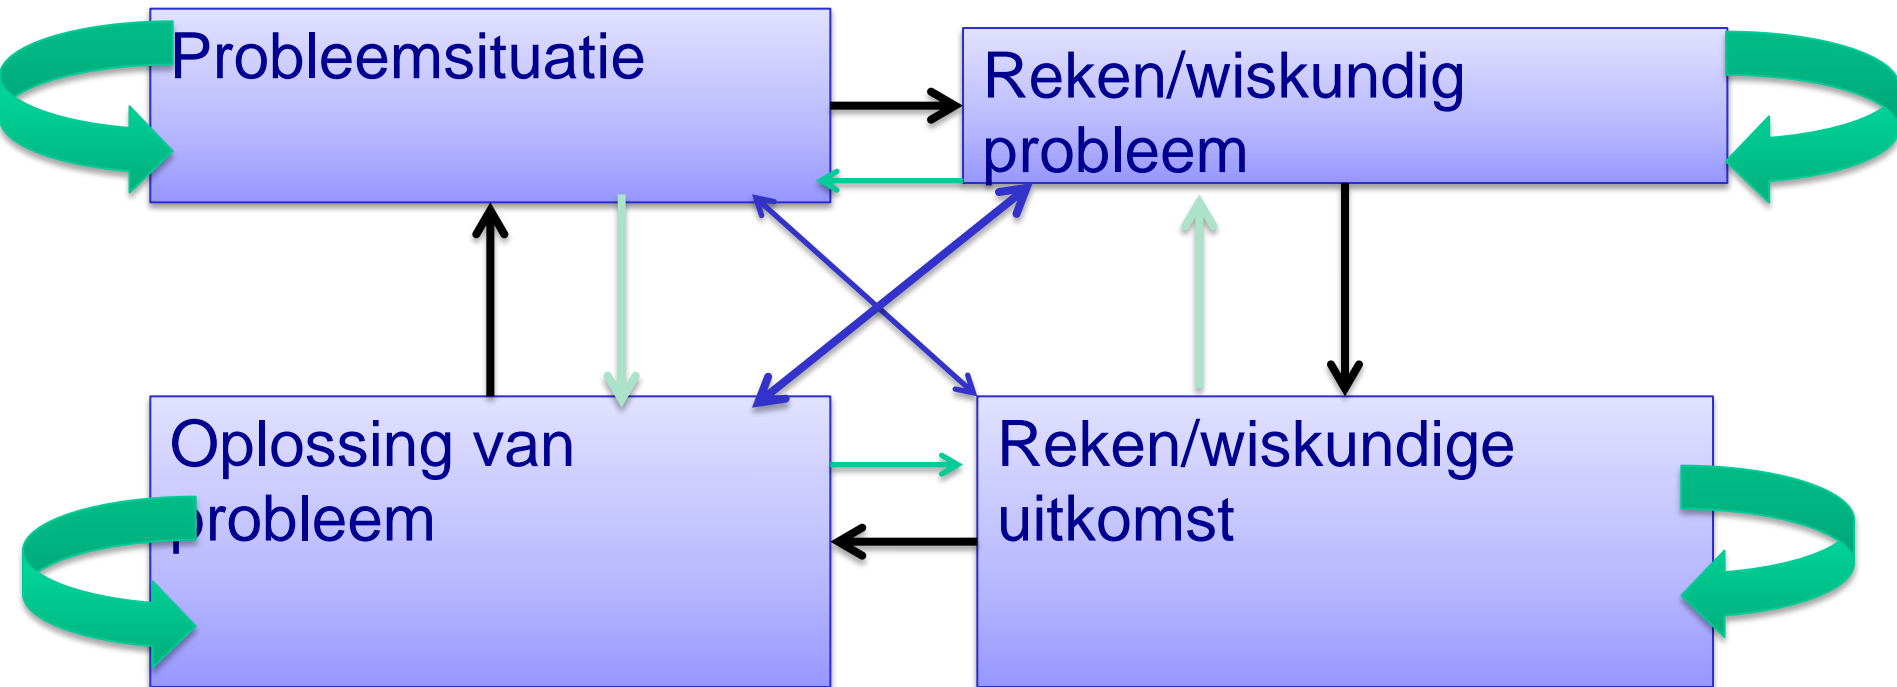 Probleemsituatie
Reken/wiskundig
probleem
Oplossing van
probleem
Reken/wiskundige
uitkomst